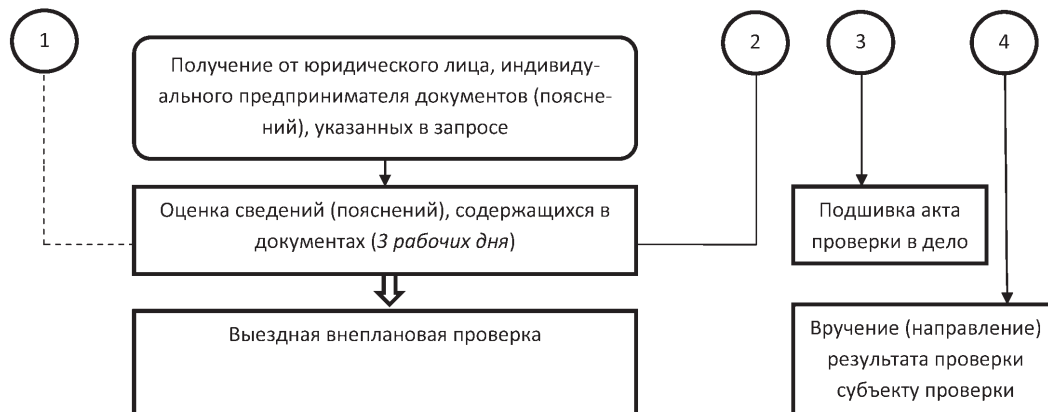 1
2
3
4
Получение от юридического лица, индивиду-
ального предпринимателя документов (поясне-
ний), указанных в запросе
Оценка сведений (пояснений), содержащихся в
документах (3 рабочих дня)
Подшивка акта
проверки в дело
Выездная внеплановая проверка
Вручение (направление)
результата проверки
субъекту проверки